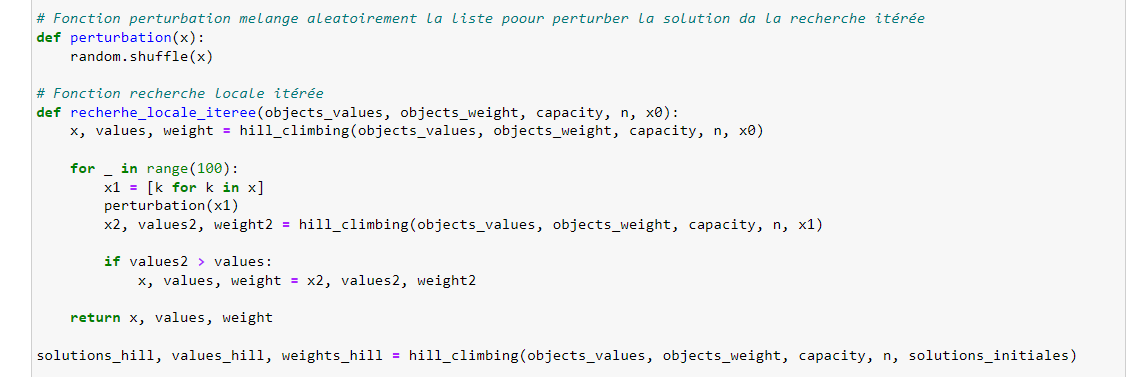 # Fonction perturbation melange aleatoirement la liste poour perturber la solution da la recherche itérée
def perturbation(x):
    random.shuffle(x)
# Fonction recherche locale itérée
def recherhe_locale_iteree(objects_values, objects_weight, capacity, n, x0):
    x, values, weight = hill_climbing(objects_values, objects_weight, capacity, n, x0)
    for _ in range(100):
        x1 = [k for k in x]
        perturbation(x1)
        x2, values2, weight2 = hill_climbing(objects_values, objects_weight, capacity, n, x1)
        if values2 > values:
            x, values, weight = x2, values2, weight2
    return x, values, weight
solutions_hill, values_hill, weights_hill = hill_climbing(objects_values, objects_weight, capacity, n, solutions_initiales)